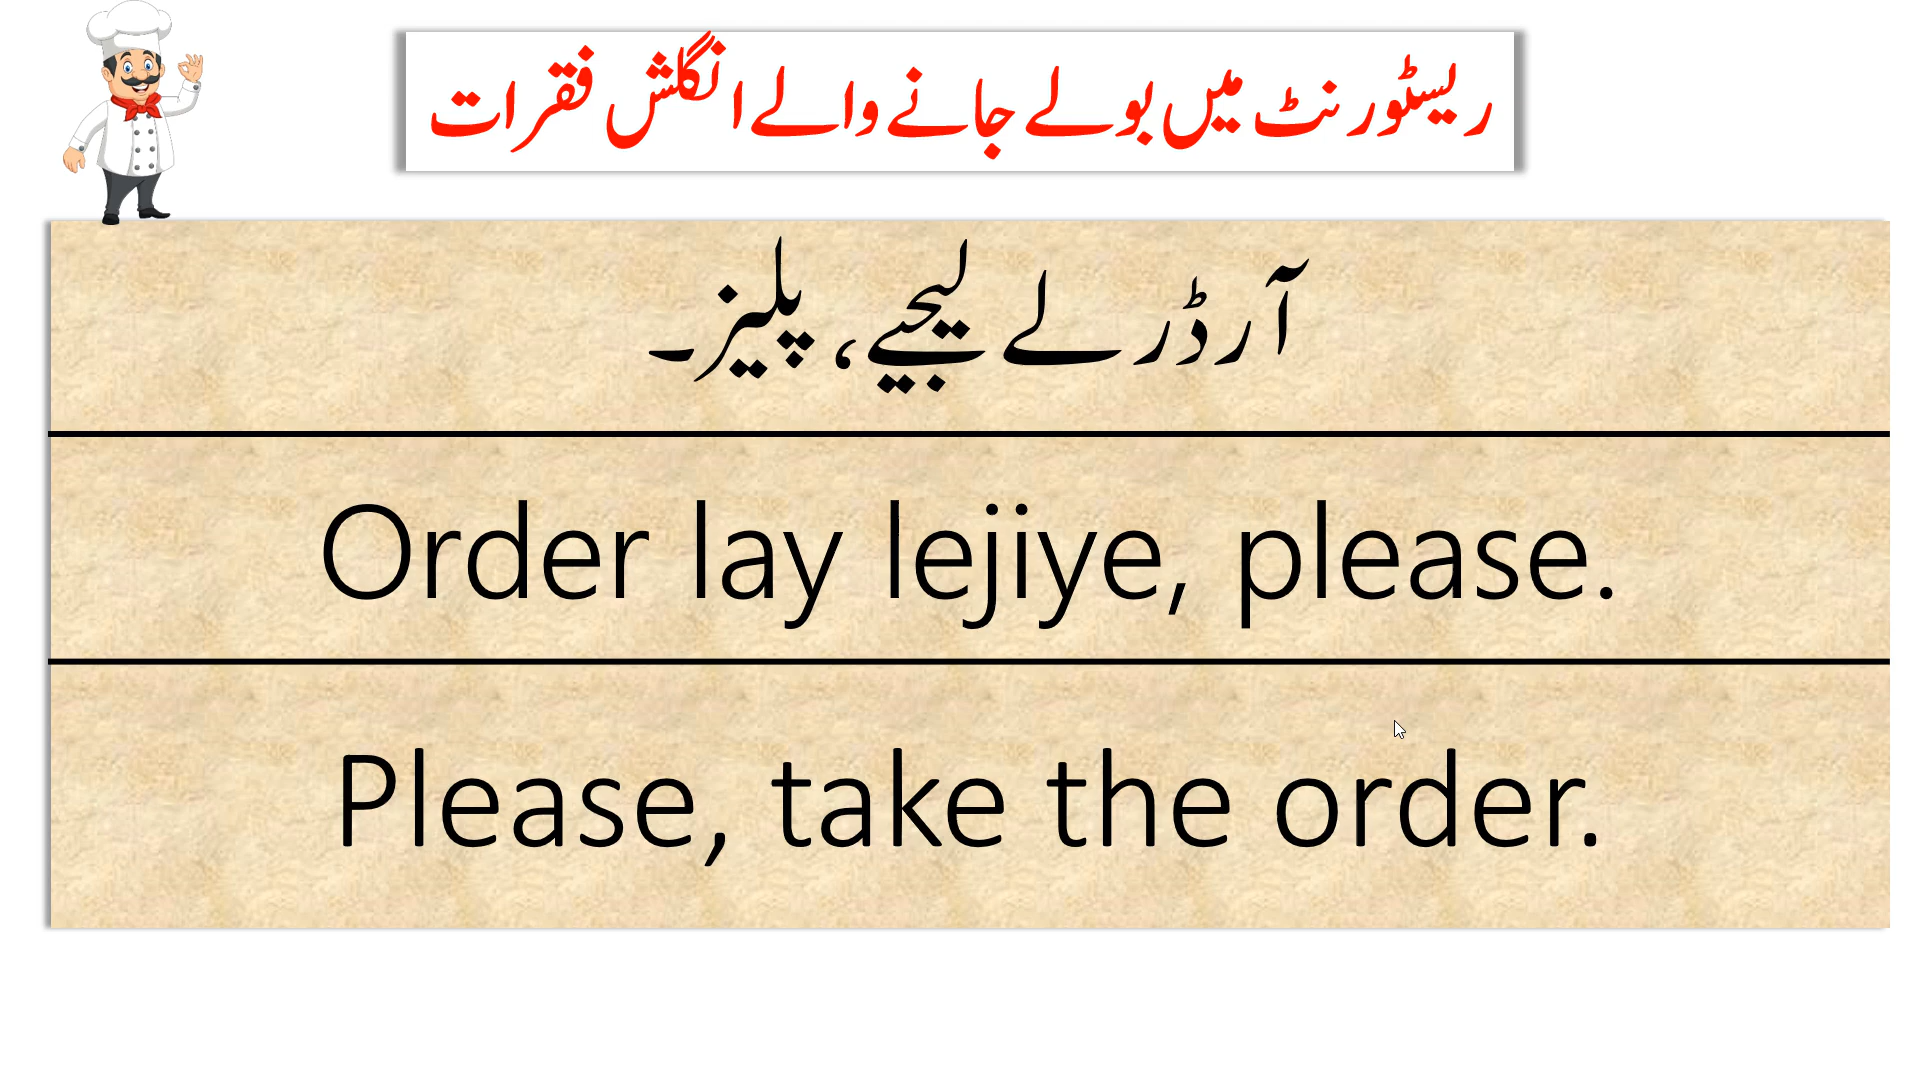 ریسٹورنٹ میں بولے جانے والے انگلش فقرات
آرڈر لے لیجیے، پلیز۔
Order lay lejiye, please.
Please, take the order.